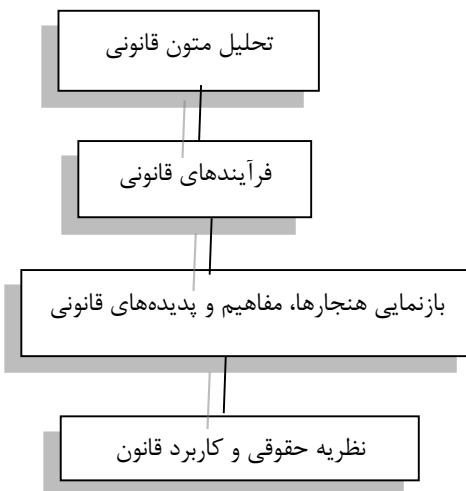 تحلیل متون قانونی
فرآیندهای قانونی
بازنمایی هنجارها، مفاهیم و پدیده‌های قانونی
نظریه حقوقی و کاربرد قانون